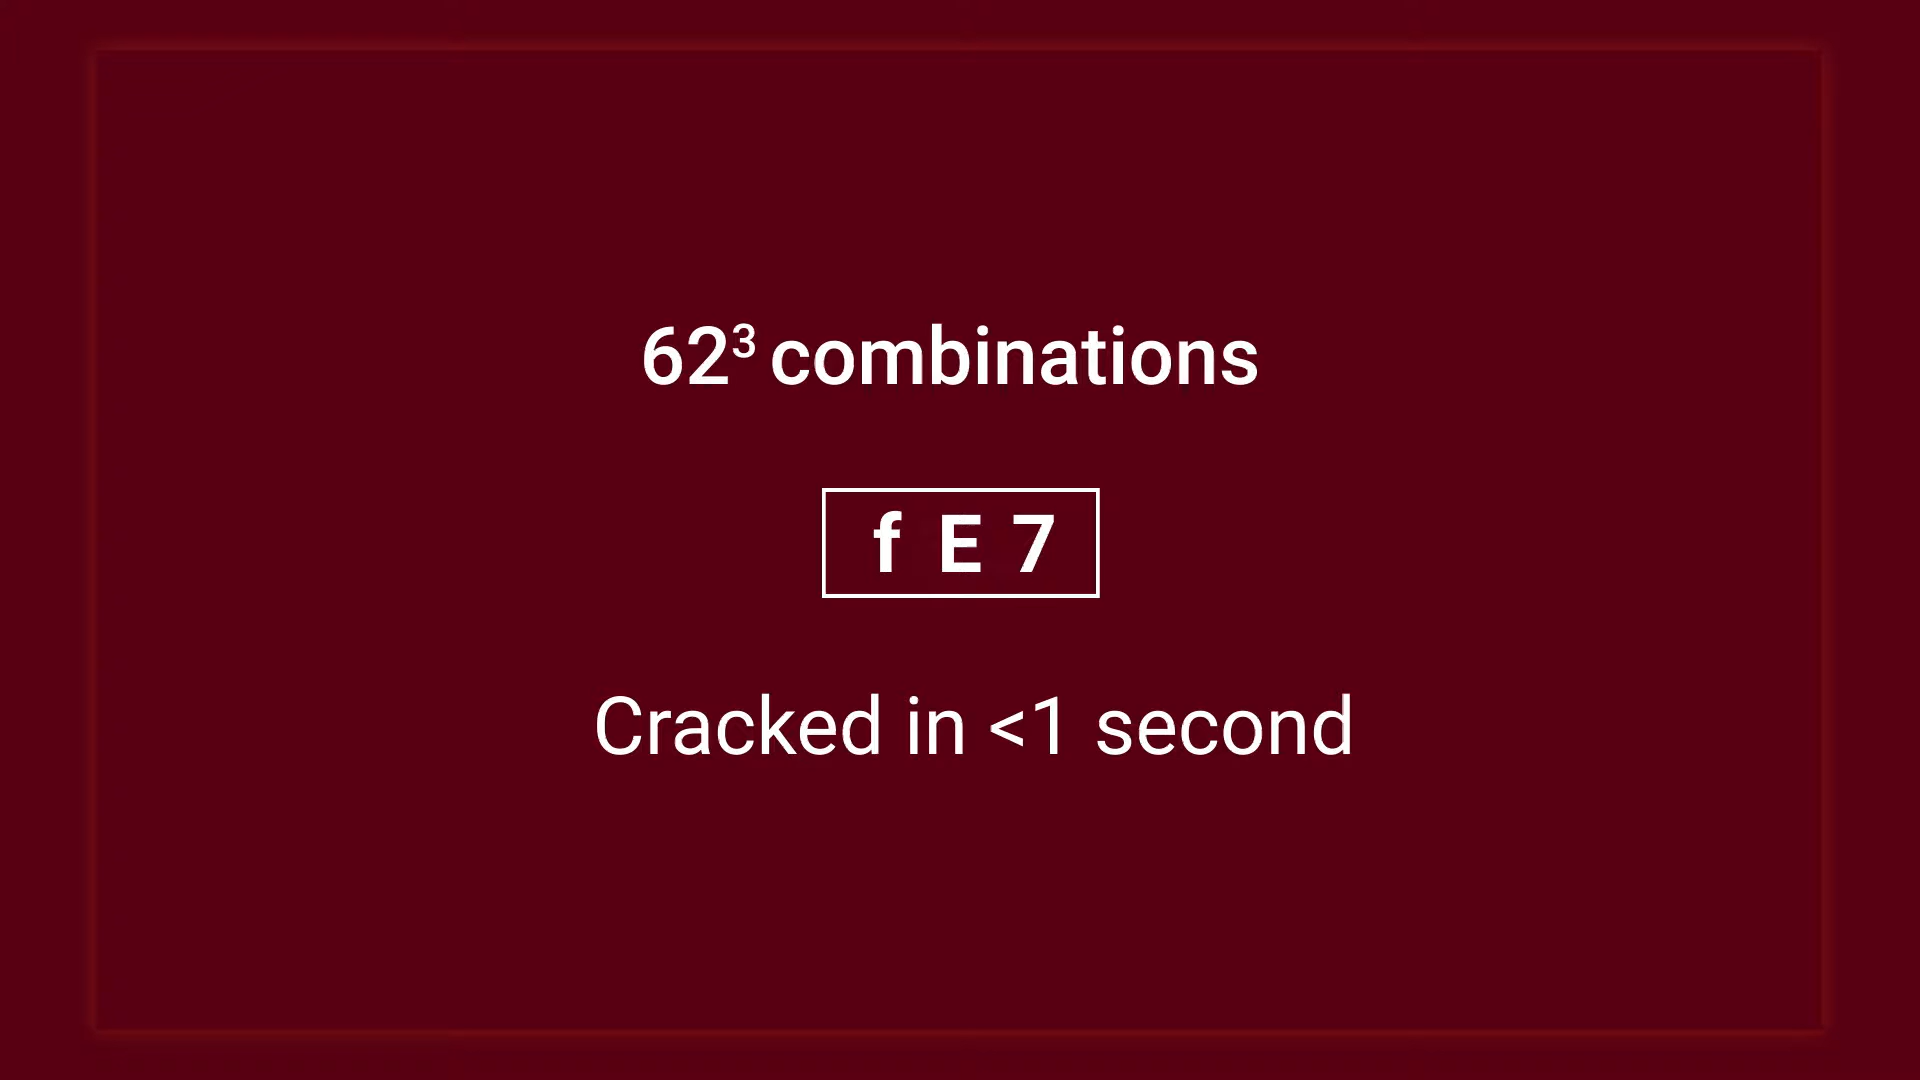 62³ combinations
f E 7
Cracked in <1 second